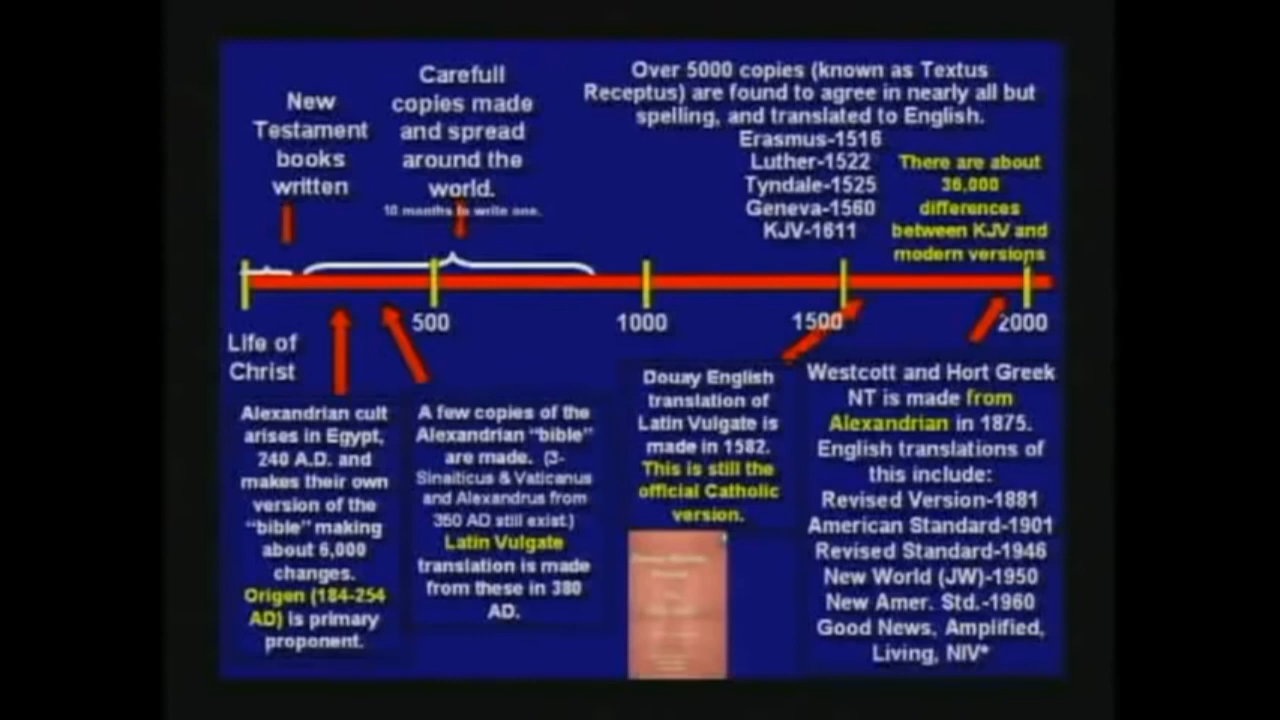 New
Testament
books
written
Carefull
copies made
and spread
around the
world.
10 months to write one.
Over 5000 copies (known as Textus
Receptus) are found to agree in nearly all but
spelling, and translated to English.
Erasmus-1516
Luther-1522
Tyndale-1525
Geneva-1560
KJV-1611
There are about
36,000
differences
between KJV and
modern versions
500
1000
1500
2000
Life of
Christ
Alexandrian cult
arises in Egypt,
240 A.D. and
makes their own
version of the
"bible" making
about 6,000
changes.
Origen (184-254
AD) is primary
proponent.
A few copies of the
Alexandrian "bible"
are made. (3-
Sinaiticus & Vaticanus
and Alexandrus from
350 AD still exist.)
Latin Vulgate
translation is made
from these in 380
AD.
Douay English
translation of
Latin Vulgate is
made in 1582.
This is still the
official Catholic
version.
Westcott and Hort Greek
NT is made from
Alexandrian in 1875.
English translations of
this include:
Revised Version-1881
American Standard-1901
Revised Standard-1946
New World (JW)-1950
New Amer. Std.-1960
Good News, Amplified,
Living, NIV*